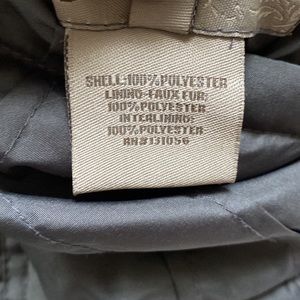 SHELL:100%POLYESTER
LINING-FAUX FUR:
100%POLYESTER
INTERLINING:
100%POLYESTER
RN#131056